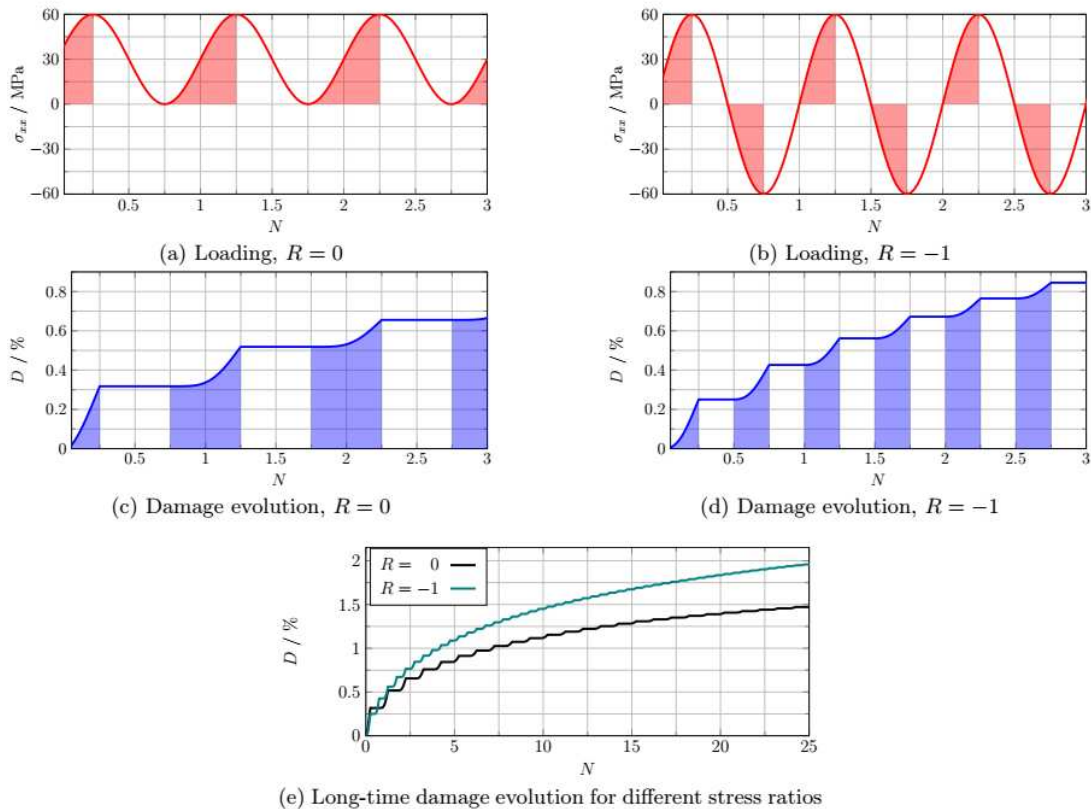 60
30
0
−30
−60
σxx / MPa
0.5 1 1.5 2 2.5 3
N
(a) Loading, R = 0
60
30
0
−30
−60
σxx / MPa
0.5 1 1.5 2 2.5 3
N
(b) Loading, R = −1
0.8
0.6
0.4
0.2
0
D / %
0.5 1 1.5 2 2.5 3
N
(c) Damage evolution, R = 0
0.8
0.6
0.4
0.2
0
D / %
0.5 1 1.5 2 2.5 3
N
(d) Damage evolution, R = −1
R = 0
R = −1
2
1.5
1
0.5
0
D / %
0 5 10 15 20 25
N
(e) Long-time damage evolution for different stress ratios